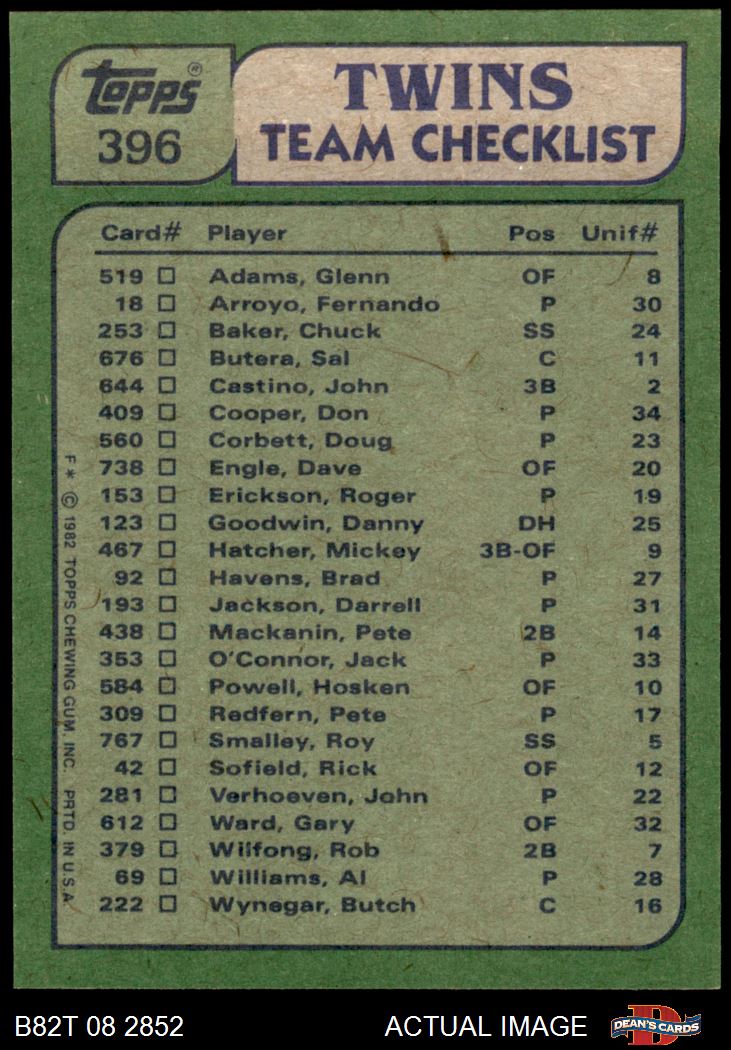 Topps®
396
TWINS
TEAM CHECKLIST
Card# Player Pos Unif#
519 Adams, Glenn OF 8
18 Arroyo, Fernando P 30
253 Baker, Chuck SS 24
676 Butera, Sal C 11
644 Castino, John 3B 2
409 Cooper, Don P 34
560 Corbett, Doug P 23
738 Engle, Dave OF 20
153 Erickson, Roger P 19
123 Goodwin, Danny DH 25
467 Hatcher, Mickey 3B-OF 9
92 Havens, Brad P 27
193 Jackson, Darrell P 31
438 Mackanin, Pete 2B 14
353 O'Connor, Jack P 33
584 Powell, Hosken OF 10
309 Redfern, Pete P 17
767 Smalley, Roy SS 5
42 Sofield, Rick OF 12
281 Verhoeven, John P 22
612 Ward, Gary OF 32
379 Wilfong, Rob 2B 7
69 Williams, Al P 28
222 Wynegar, Butch C 16
F* © 1982 TOPPS CHEWING GUM, INC. PRTD. IN U.S.A.
B82T 08 2852 ACTUAL IMAGE
D
DEAN'S CARDS